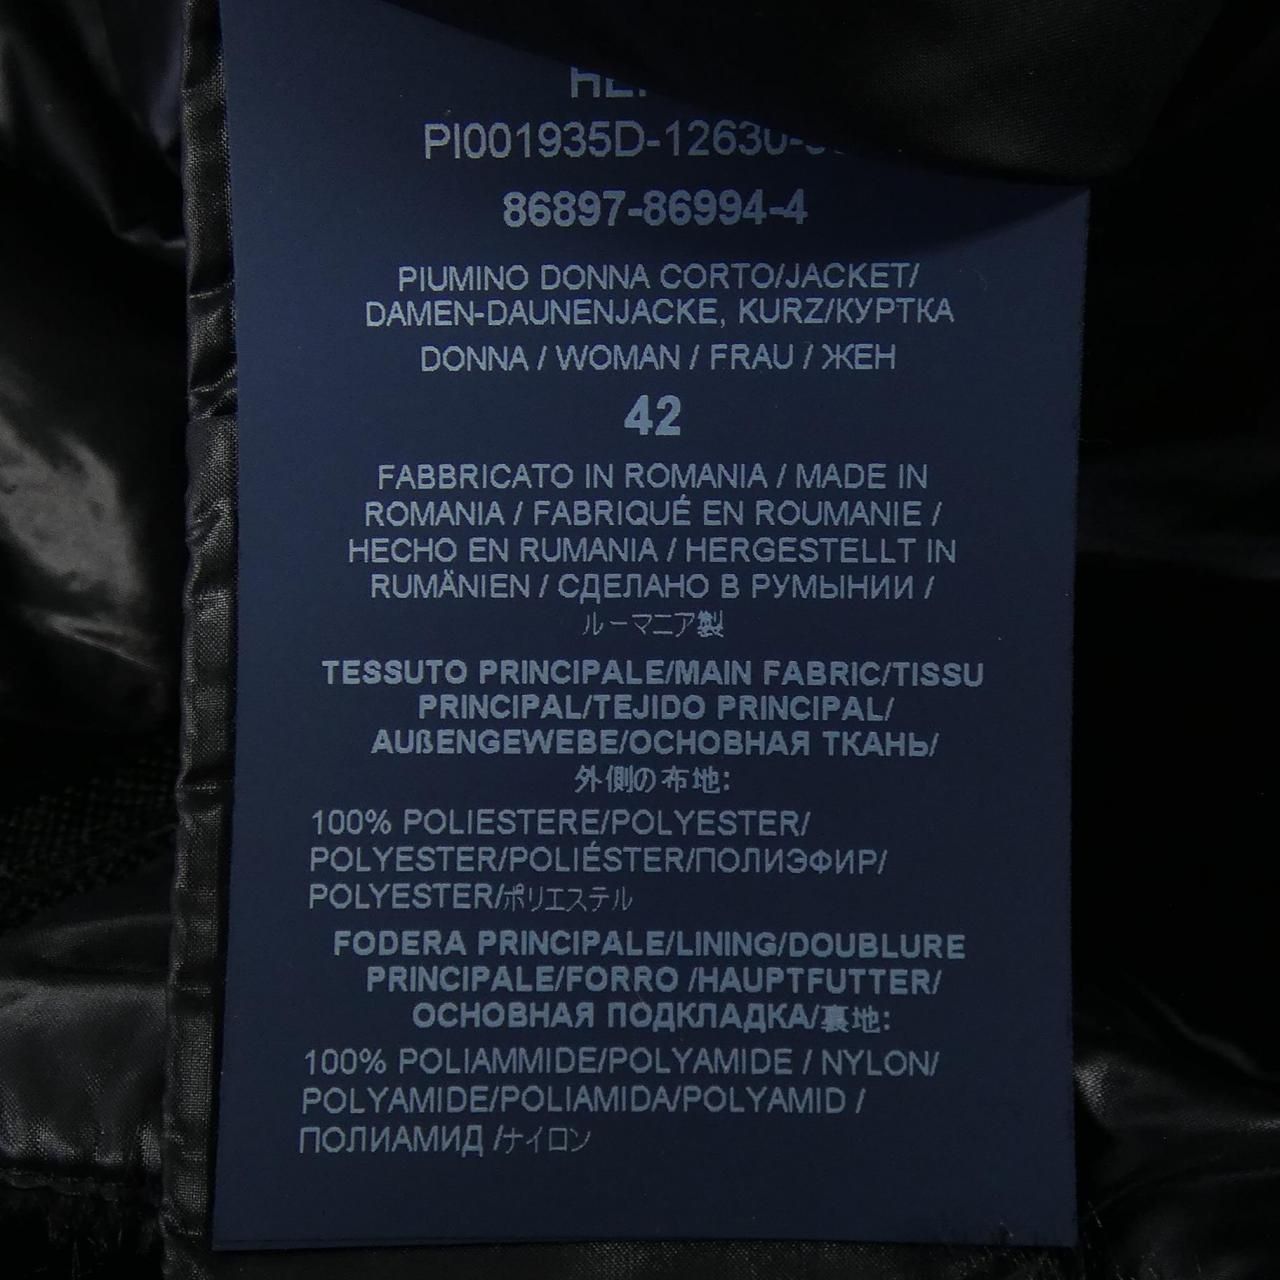 PI001935D-12630-
86897-86994-4
PIUMINO DONNA CORTO/JACKET/
DAMEN-DAUNENJACKE, KURZ/КУРТКА
DONNA / WOMAN / FRAU / ЖЕН
42
FABBRICATO IN ROMANIA / MADE IN
ROMANIA / FABRIQUÉ EN ROUMANIE /
HECHO EN RUMANIA / HERGESTELLT IN
RUMÄNIEN / СДЕЛАНО В РУМЫНИИ /
ルーマニア製
TESSUTO PRINCIPALE/MAIN FABRIC/TISSU
PRINCIPAL/TEJIDO PRINCIPAL/
AUßENGEWEBE/ОСНОВНАЯ ТКАНЬ/
外側の布地:
100% POLIESTERE/POLYESTER/
POLYESTER/POLIÉSTER/ПОЛИЭФИР/
POLYESTER/ポリエステル
FODERA PRINCIPALE/LINING/DOUBLURE
PRINCIPALE/FORRO /HAUPTFUTTER/
ОСНОВНАЯ ПОДКЛАДКА/裏地:
100% POLIAMMIDE/POLYAMIDE / NYLON/
POLYAMIDE/POLIAMIDA/POLYAMID /
ПОЛИАМИД /ナイロン